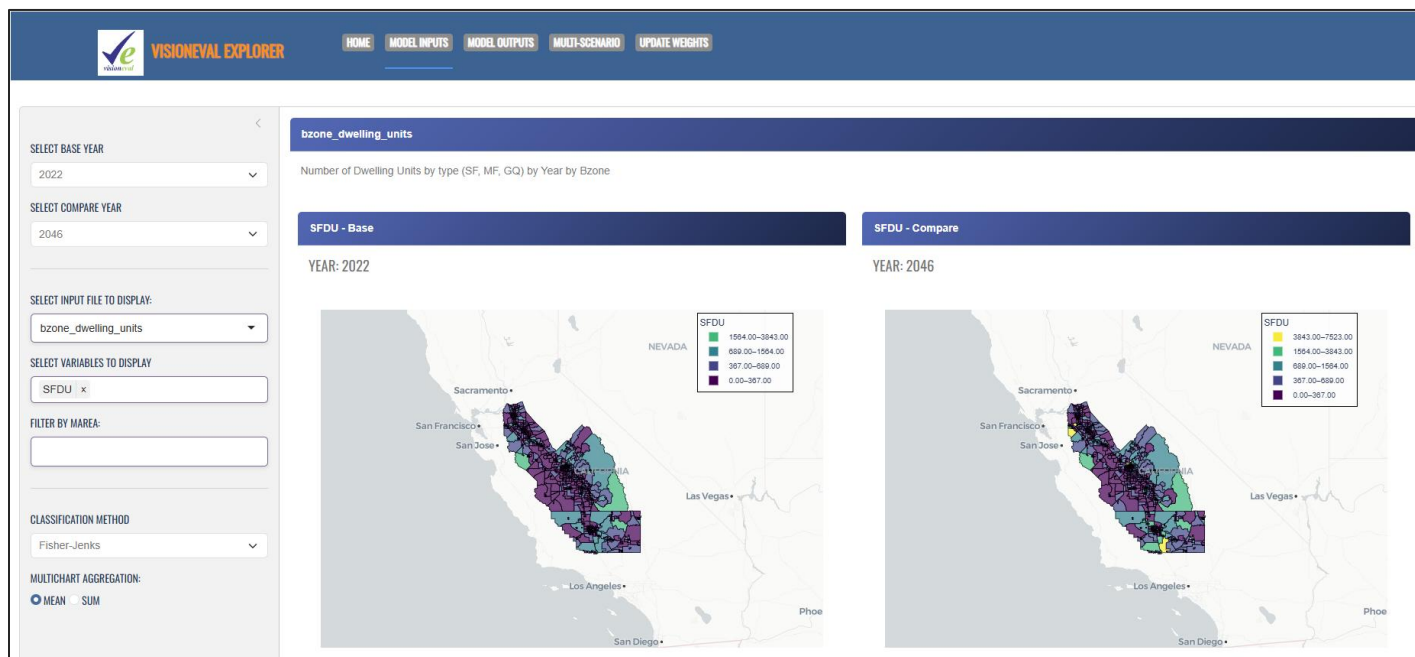 visioneval
VISIONEVAL EXPLORER
HOME
MODEL INPUTS
MODEL OUTPUTS
MULTI-SCENARIO
UPDATE WEIGHTS
SELECT BASE YEAR
2022
SELECT COMPARE YEAR
2046
SELECT INPUT FILE TO DISPLAY:
bzone_dwelling_units
SELECT VARIABLES TO DISPLAY
SFDU x
FILTER BY MAREA:
CLASSIFICATION METHOD
Fisher-Jenks
MULTICHART AGGREGATION:
MEAN SUM
bzone_dwelling_units
Number of Dwelling Units by type (SF, MF, GQ) by Year by Bzone
SFDU - Base
YEAR: 2022
SFDU
1564.00–3843.00
689.00–1564.00
367.00–689.00
0.00–367.00
NEVADA
Sacramento
San Francisco
San Jose
CALIFORNIA
Las Vegas
Los Angeles
Phoe
San Diego
SFDU - Compare
YEAR: 2046
SFDU
3843.00–7523.00
1564.00–3843.00
689.00–1564.00
367.00–689.00
0.00–367.00
NEVADA
Sacramento
San Francisco
San Jose
CALIFORNIA
Las Vegas
Los Angeles
Phoe
San Diego